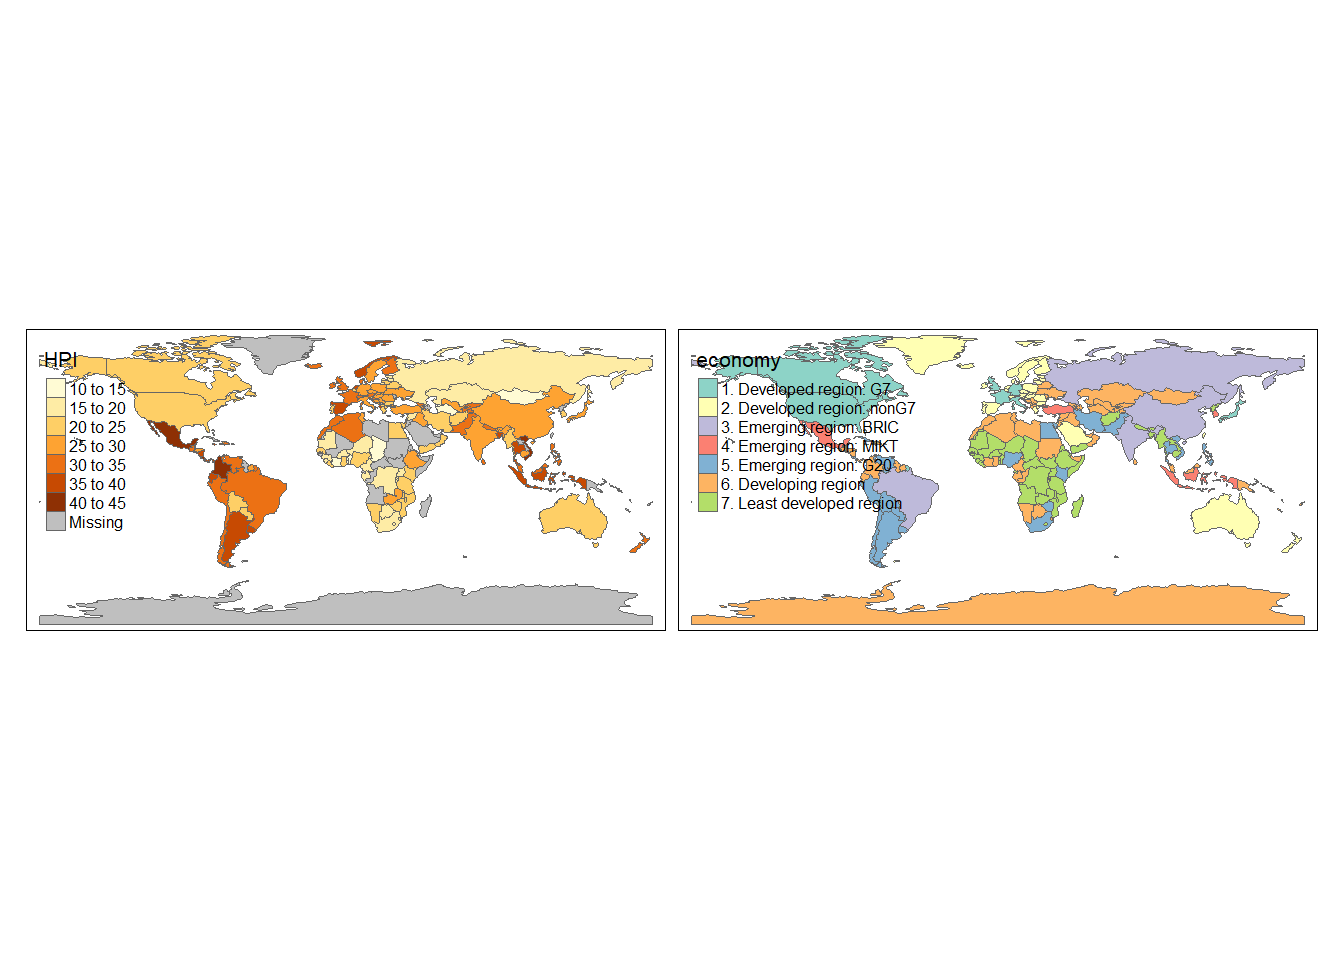 HPI
10 to 15
15 to 20
20 to 25
25 to 30
30 to 35
35 to 40
40 to 45
Missing
economy
1. Developed region: G7
2. Developed region: nonG7
3. Emerging region: BRIC
4. Emerging region: MIKT
5. Emerging region: G20
6. Developing region
7. Least developed region